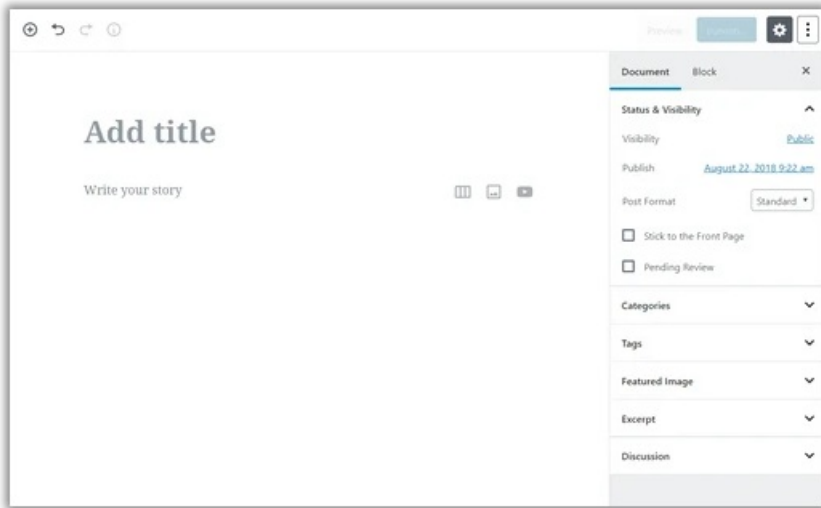 Preview
Document Block
Add title
Status & Visibility
Visibility Public
Write your story
Publish August 22, 2018 9:22 am
Post Format Standard
Stick to the Front Page
Pending Review
Categories
Tags
Featured Image
Excerpt
Discussion